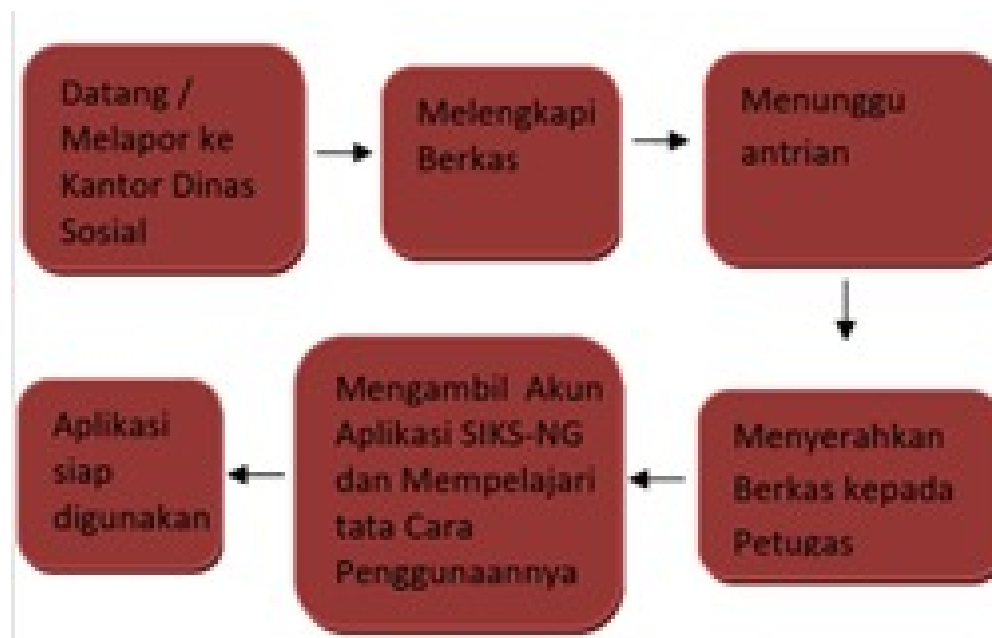 Datang /
Melapor ke
Kantor Dinas
Sosial
Melengkapi
Berkas
Menunggu
antrian
Menyerahkan
Berkas kepada
Petugas
Mengambil Akun
Aplikasi SIKS-NG
dan Mempelajari
tata Cara
Penggunaannya
Aplikasi
siap
digunakan